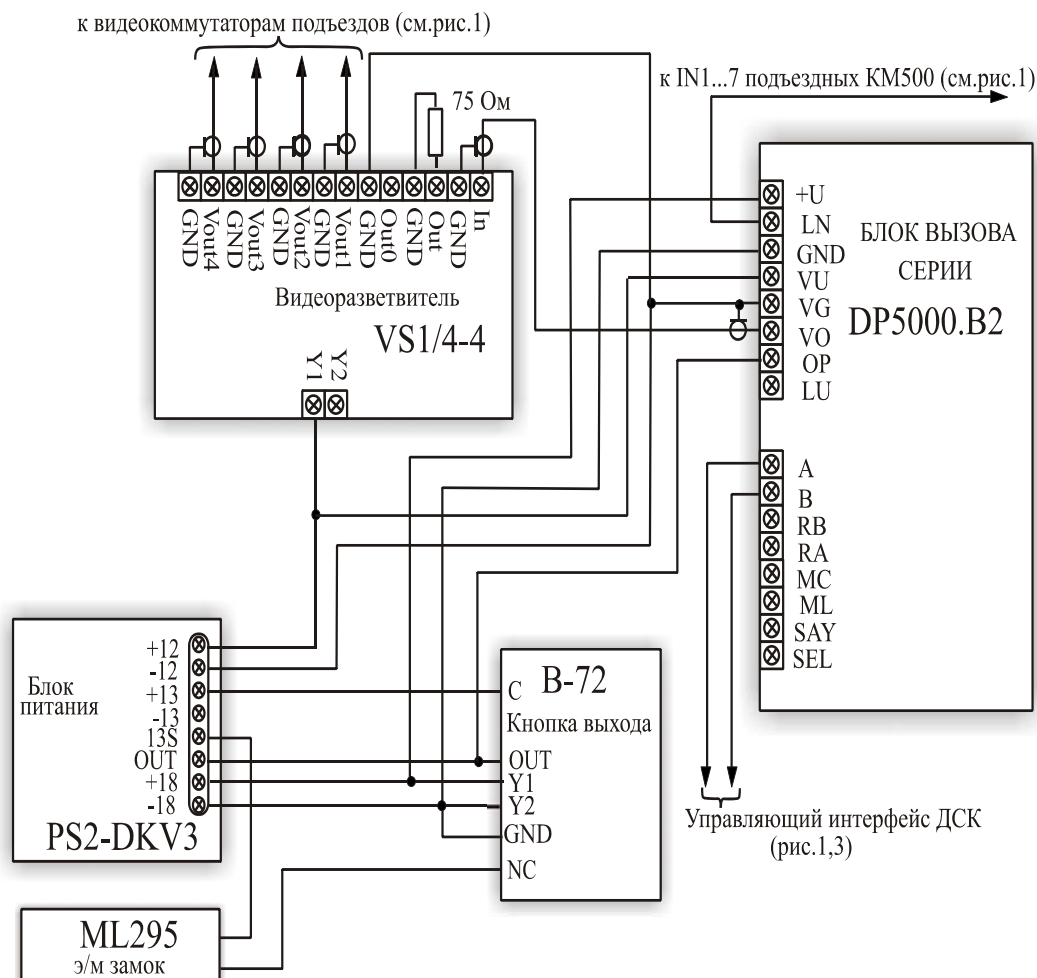 к видеокоммутаторам подъездов (см.рис.1)
75 Ом
к IN1...7 подъездных КМ500 (см.рис.1)
GND
Vout4
GND
Vout3
GND
Vout2
GND
Vout1
GND
Out0
GND
Out
GND
In
Видеоразветвитель
VS1/4-4
Y1
Y2
+U
LN
GND
VU
VG
VO
OP
LU
БЛОК ВЫЗОВА
СЕРИИ
DP5000.B2
A
B
RB
RA
MC
ML
SAY
SEL
+12
-12
+13
-13
13S
OUT
+18
-18
Блок
питания
PS2-DKV3
B-72
C
Кнопка выхода
OUT
Y1
Y2
GND
NC
Управляющий интерфейс ДСК
(рис.1,3)
ML295
э/м замок